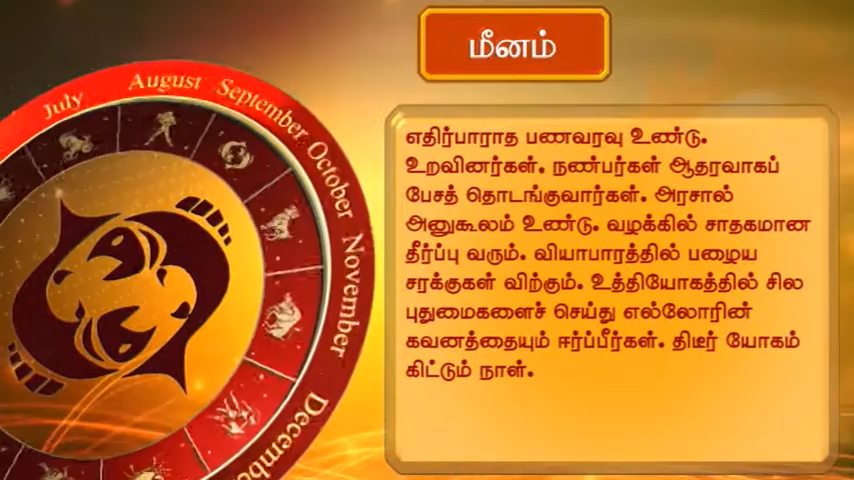 மீனம்
July
August
September
October
November
December
எதிர்பாராத பணவரவு உண்டு.
உறவினர்கள். நண்பர்கள் ஆதரவாகப்
பேசத் தொடங்குவார்கள். அரசால்
அனுகூலம் உண்டு. வழக்கில் சாதகமான
தீர்ப்பு வரும். வியாபாரத்தில் பழைய
சரக்குகள் விற்கும். உத்தியோகத்தில் சில
புதுமைகளைச் செய்து எல்லோரின்
கவனத்தையும் ஈர்ப்பீர்கள். திடீர் யோகம்
கிட்டும் நாள்.